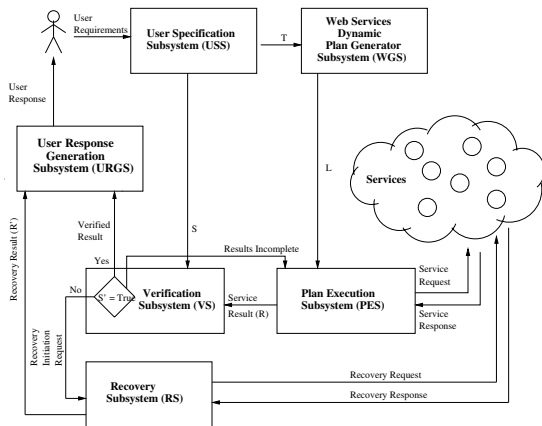 User
Requirements
User Specification
Subsystem (USS)
T
Web Services
Dynamic
Plan Generator
Subsystem (WGS)
User
Response
User Response
Generation
Subsystem (URGS)
Services
L
S
Verified
Result
Results Incomplete
Yes
No
S' = True
Verification
Subsystem (VS)
Service
Result (R)
Plan Execution
Subsystem (PES)
Service
Request
Service
Response
Recovery Result (R')
Recovery
Initiation
Request
Recovery
Subsystem (RS)
Recovery Request
Recovery Response